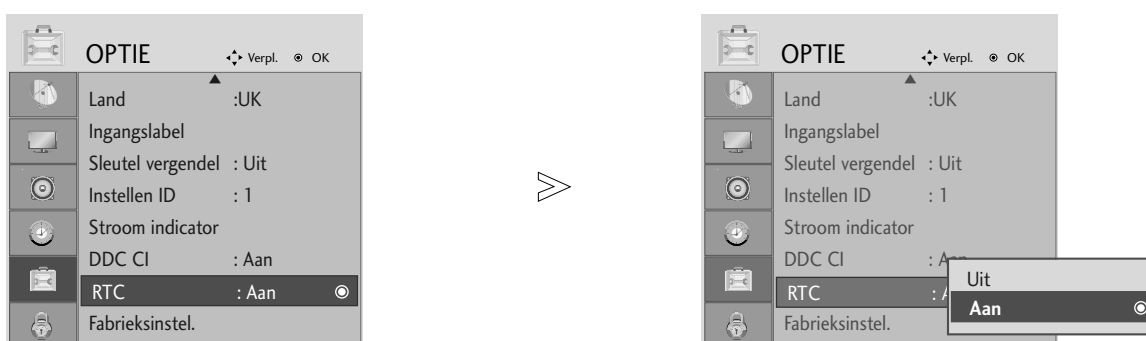 OPTIE Verpl. OK
Land :UK
Ingangslabel
Sleutel vergendel : Uit
Instellen ID : 1
Stroom indicator
DDC CI : Aan
RTC : Aan
Fabrieksinstel.
OPTIE Verpl. OK
Land :UK
Ingangslabel
Sleutel vergendel : Uit
Instellen ID : 1
Stroom indicator
DDC CI :
RTC :
Fabrieksinstel.
Uit
Aan